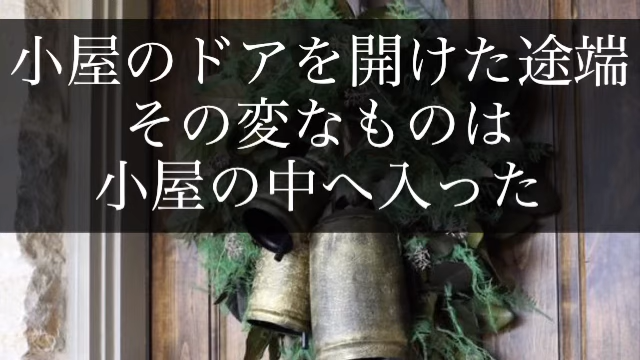 小屋のドアを開けた途端
その変なものは
小屋の中へ入った